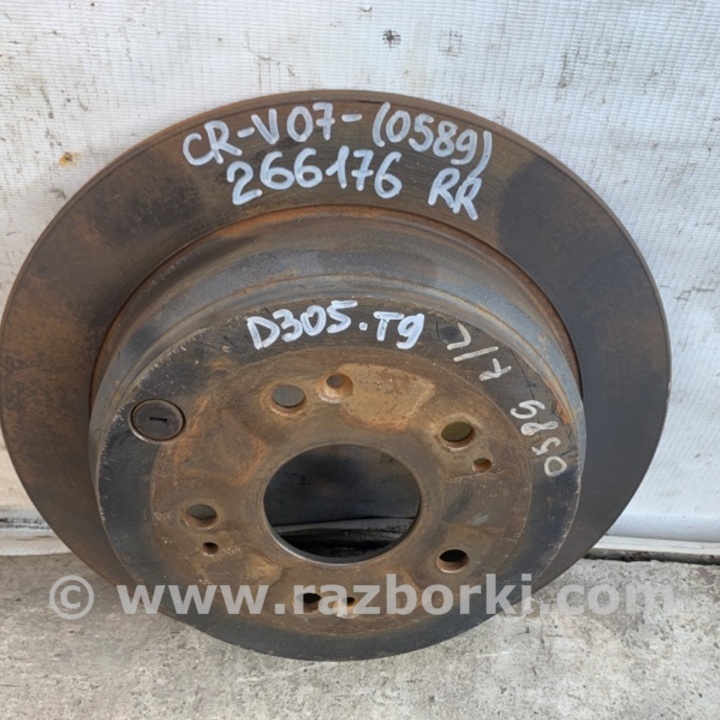 CR-V07-(0589)
266176 RR
D305.T9
0589 R/L
© www.razborki.com